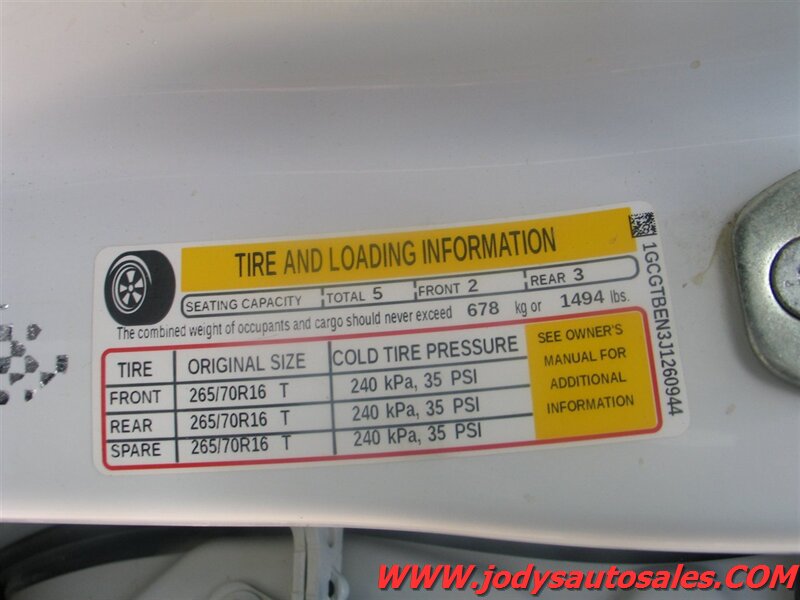 TIRE AND LOADING INFORMATION
SEATING CAPACITY TOTAL 5 FRONT 2 REAR 3
The combined weight of occupants and cargo should never exceed 678 kg or 1494 lbs.
TIRE ORIGINAL SIZE COLD TIRE PRESSURE
FRONT 265/70R16 T 240 kPa, 35 PSI
REAR 265/70R16 T 240 kPa, 35 PSI
SPARE 265/70R16 T 240 kPa, 35 PSI
SEE OWNER'S
MANUAL FOR
ADDITIONAL
INFORMATION
1GCGTBEN3J1260944
WWW.jodysautosales.COM